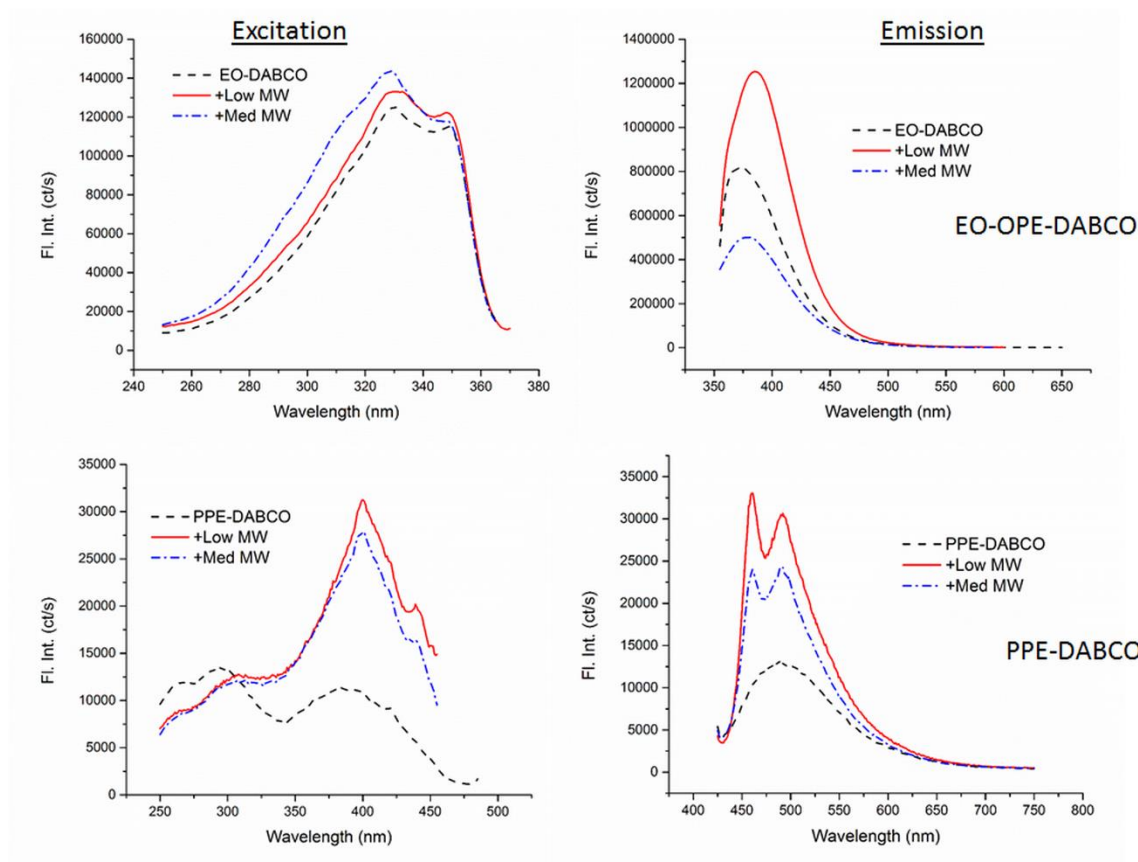 Excitation
Emission
160000
140000
120000
100000
80000
60000
40000
20000
0
Fl. Int. (ct/s)
EO-DABCO
+Low MW
+Med MW
240 260 280 300 320 340 360 380
Wavelength (nm)
1400000
1200000
1000000
800000
600000
400000
200000
0
Fl. Int. (ct/s)
EO-DABCO
+Low MW
+Med MW
EO-OPE-DABCO
350 400 450 500 550 600 650
Wavelength (nm)
35000
30000
25000
20000
15000
10000
5000
0
Fl. Int. (ct/s)
PPE-DABCO
+Low MW
+Med MW
250 300 350 400 450 500
Wavelength (nm)
35000
30000
25000
20000
15000
10000
5000
0
Fl. Int. (ct/s)
PPE-DABCO
+Low MW
+Med MW
PPE-DABCO
400 450 500 550 600 650 700 750 800
Wavelength (nm)